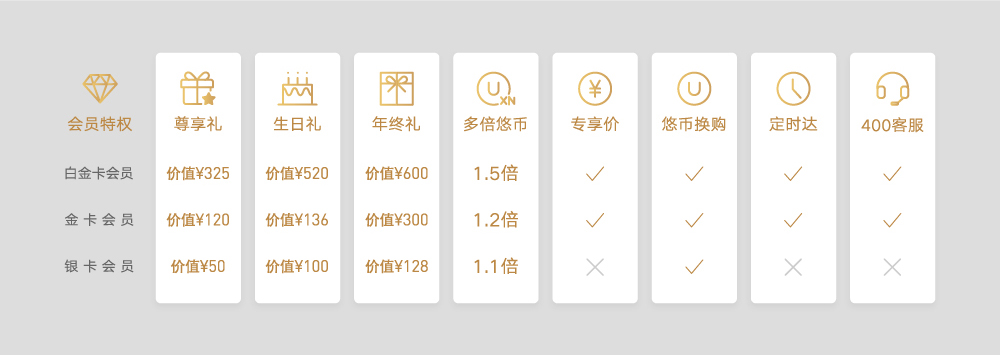 会员特权 尊享礼 生日礼 年终礼 多倍悠币 专享价 悠币换购 定时达 400客服
白金卡会员 价值¥325 价值¥520 价值¥600 1.5倍
金卡会员 价值¥120 价值¥136 价值¥300 1.2倍
银卡会员 价值¥50 价值¥100 价值¥128 1.1倍